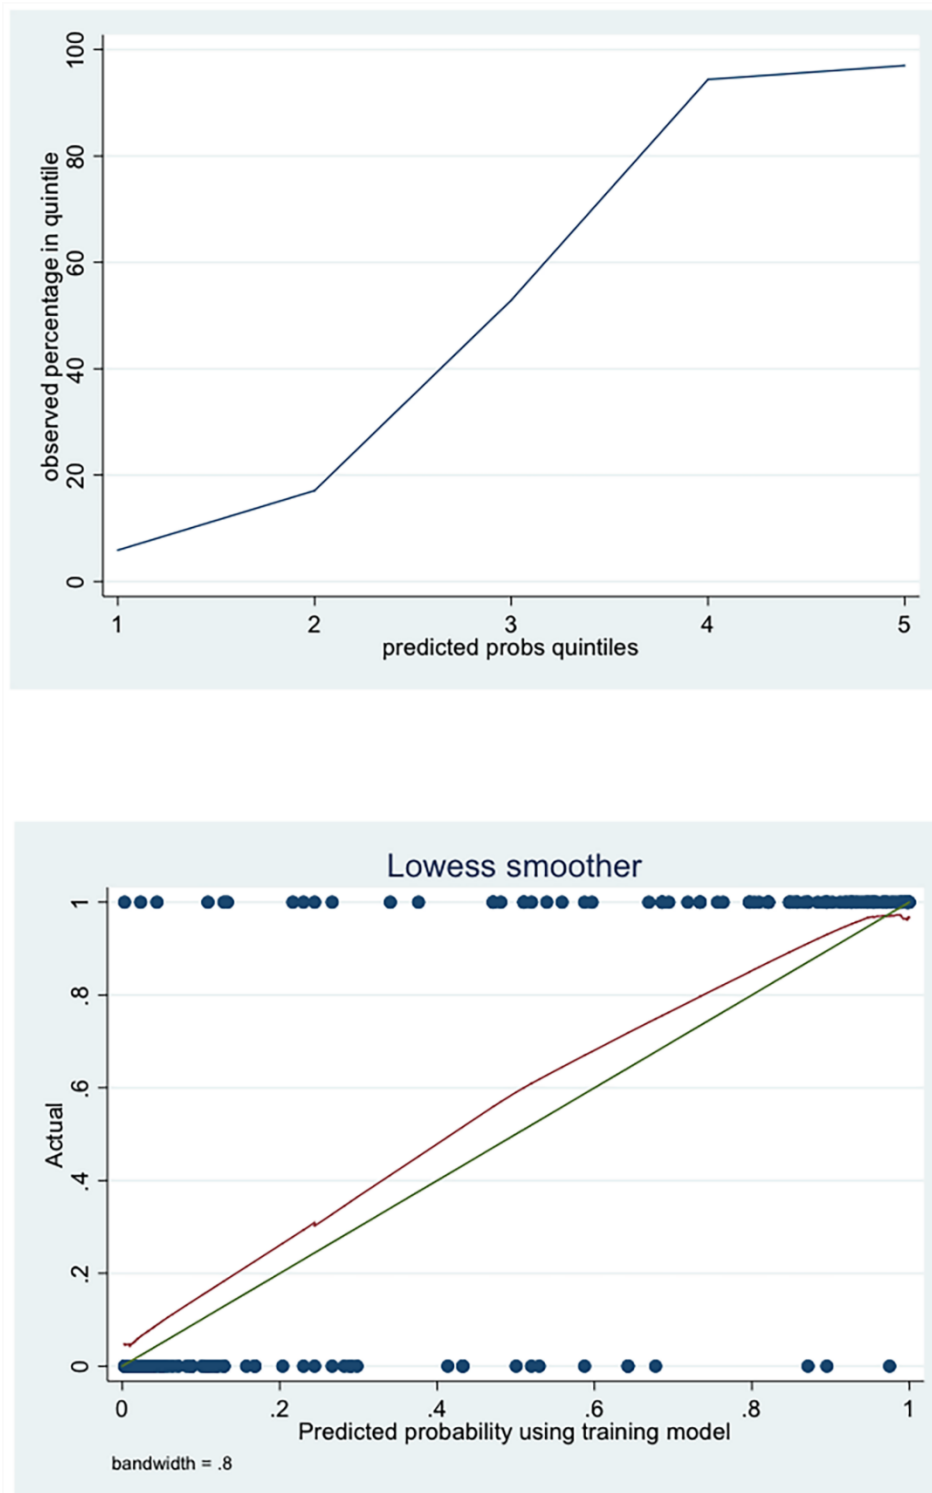 observed percentage in quintile
100
80
60
40
20
0
1 2 3 4 5
predicted probs quintiles
Lowess smoother
Actual
1
.8
.6
.4
.2
0
0 .2 .4 .6 .8 1
Predicted probability using training model
bandwidth = .8